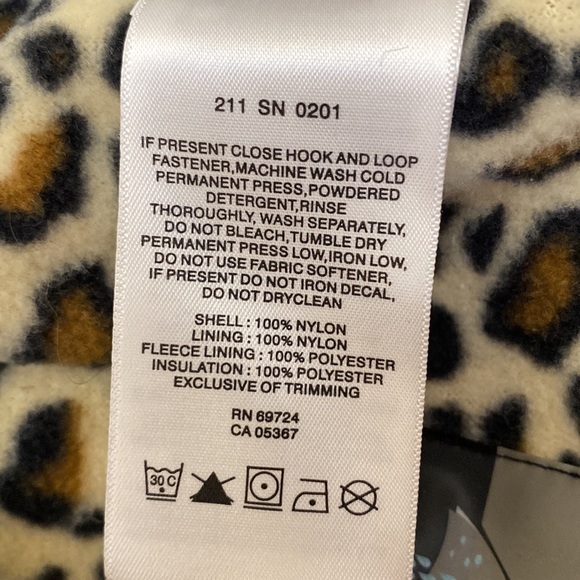 211 SN 0201
IF PRESENT CLOSE HOOK AND LOOP
FASTENER,MACHINE WASH COLD
PERMANENT PRESS,POWDERED
DETERGENT,RINSE
THOROUGHLY, WASH SEPARATELY,
DO NOT BLEACH,TUMBLE DRY
PERMANENT PRESS LOW,IRON LOW,
DO NOT USE FABRIC SOFTENER,
IF PRESENT DO NOT IRON DECAL,
DO NOT DRYCLEAN
SHELL : 100% NYLON
LINING : 100% NYLON
FLEECE LINING : 100% POLYESTER
INSULATION : 100% POLYESTER
EXCLUSIVE OF TRIMMING
RN 69724
CA 05367
30 C